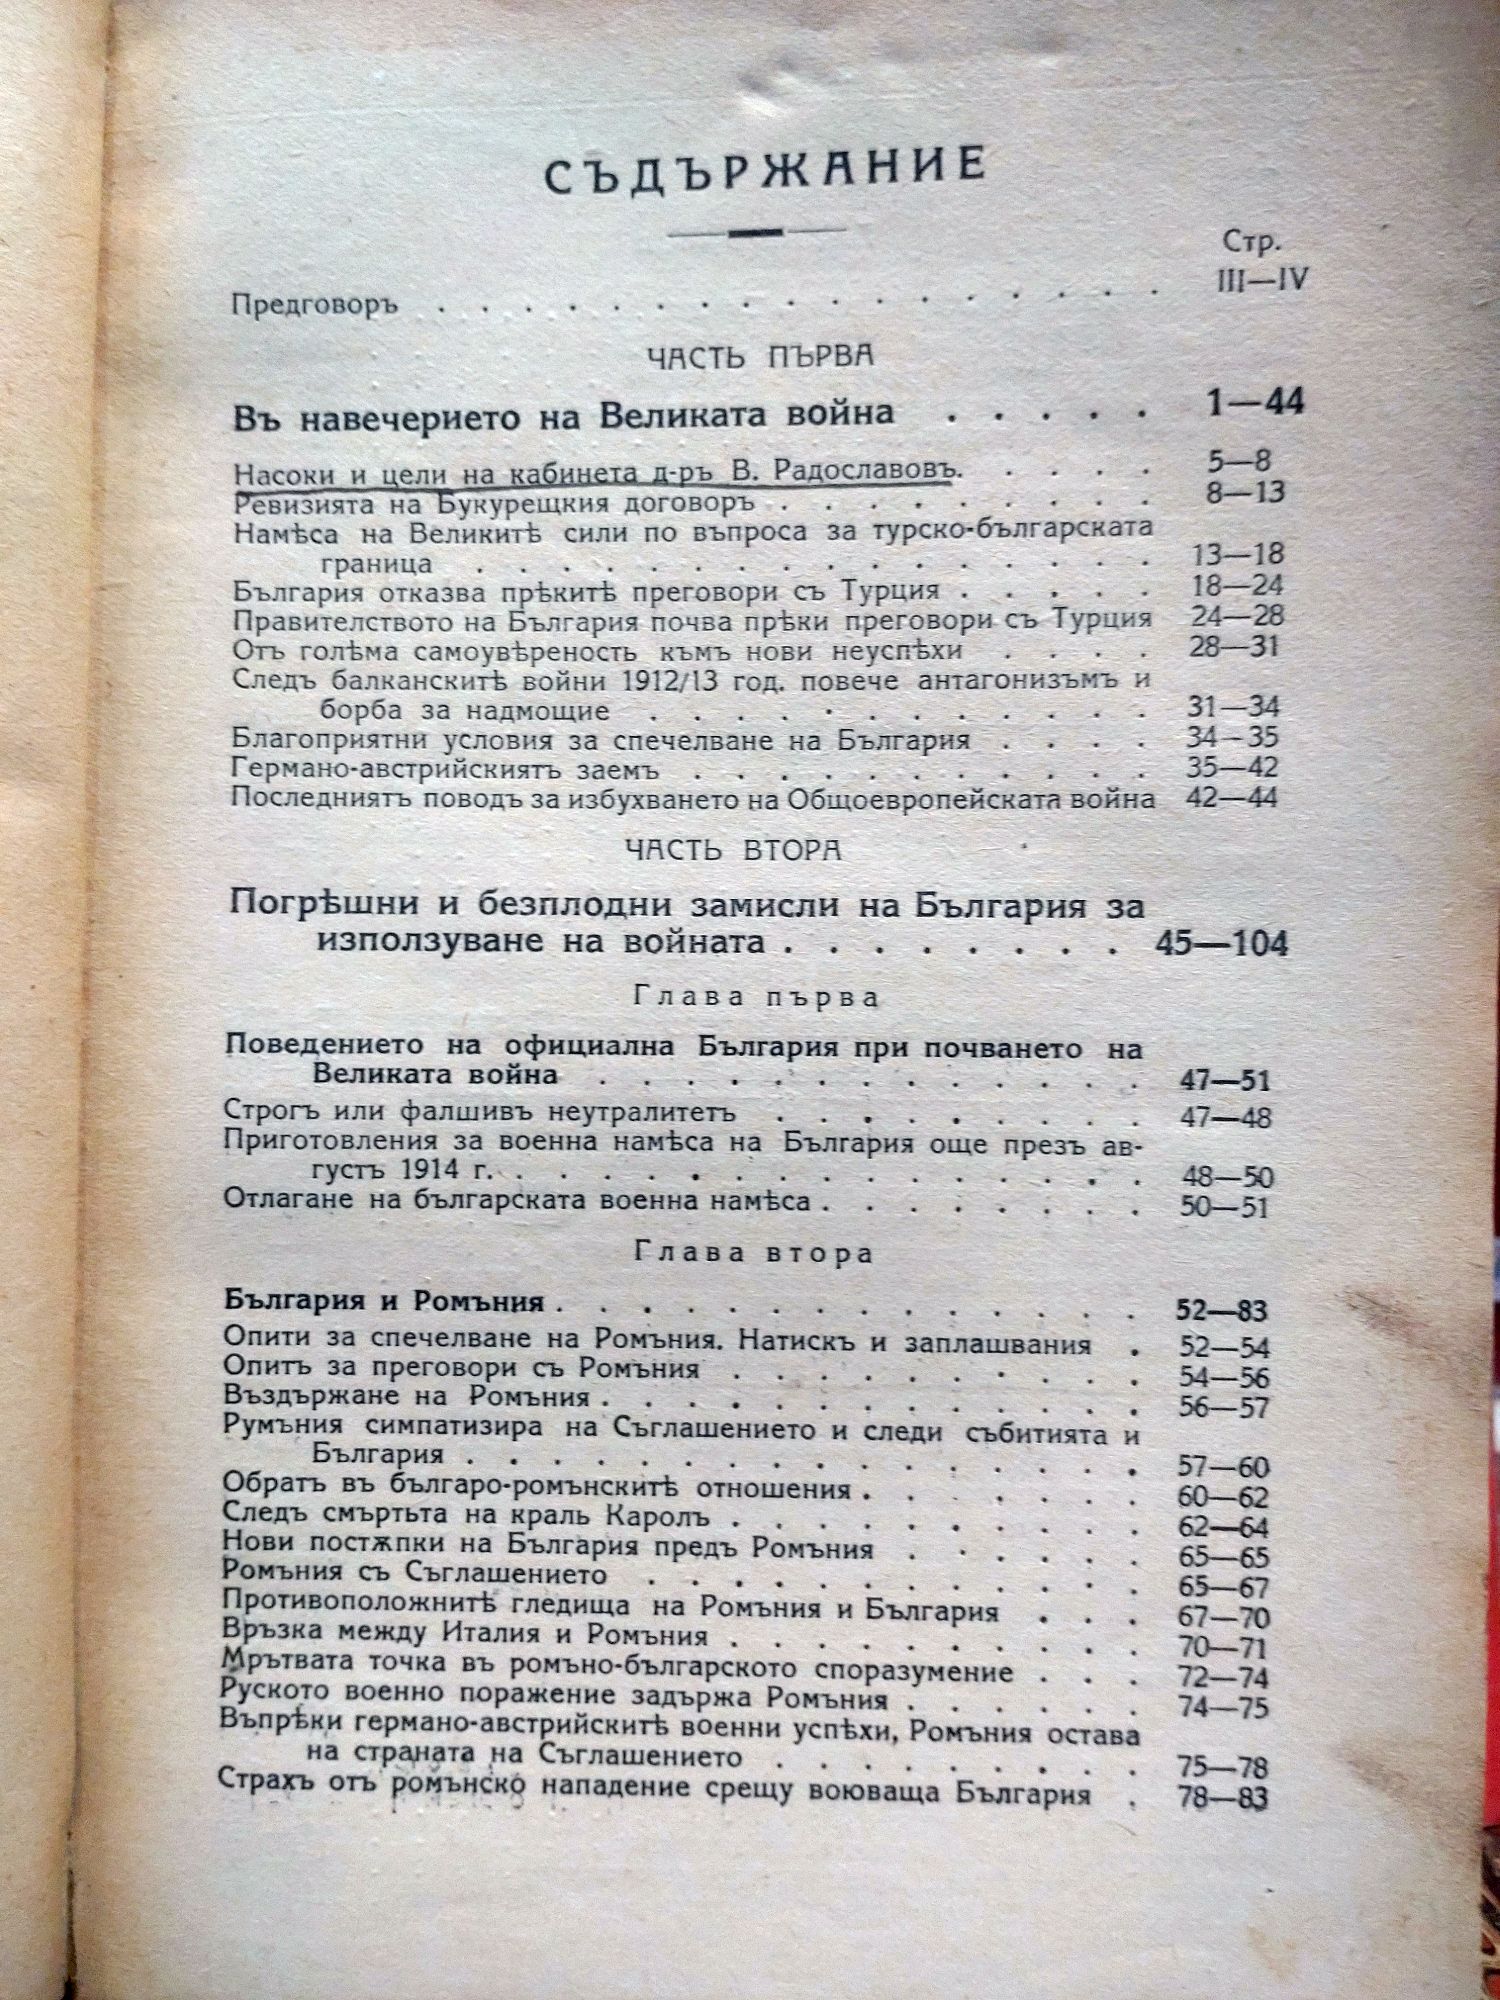 СЪДЪРЖАНИЕ
Стр.
Предговоръ . . . . . . . . . . . . . . . . . III—IV
ЧАСТЬ ПЪРВА
Въ навечерието на Великата война . . . . . 1—44
Насоки и цели на кабинета д-ръ В. Радославовъ. . . . . 5—8
Ревизията на Букурещкия договоръ . . . . . . . . . 8—13
Намѣса на Великитѣ сили по въпроса за турско-българската
граница . . . . . . . . . . . . . . . . 13—18
България отказва прѣкитѣ преговори съ Турция . . . . . 18—24
Правителството на България почва прѣки преговори съ Турция 24—28
Отъ голѣма самоувѣреность къмъ нови неуспѣхи . . . . 28—31
Следъ балканскитѣ войни 1912/13 год. повече антагонизъмъ и
борба за надмощие . . . . . . . . . . . . 31—34
Благоприятни условия за спечелване на България . . . . 34—35
Германо-австрийскиятъ заемъ . . . . . . . . . . . 35—42
Последниятъ поводъ за избухването на Общоевропейската война 42—44
ЧАСТЬ ВТОРА
Погрѣшни и безплодни замисли на България за
използуване на войната . . . . . . . . 45—104
Глава първа
Поведението на официална България при почването на
Великата война . . . . . . . . . . . . . 47—51
Строгъ или фалшивъ неутралитетъ . . . . . . . . . 47—48
Приготовления за военна намѣса на България още презъ ав-
густъ 1914 г. . . . . . . . . . . . . . . . 48—50
Отлагане на българската военна намѣса . . . . . . . . 50—51
Глава втора
България и Ромъния . . . . . . . . . . . . . . 52—83
Опити за спечелване на Ромъния. Натискъ и заплашвания . 52—54
Опитъ за преговори съ Ромъния . . . . . . . . . . 54—56
Въздържане на Ромъния . . . . . . . . . . . . . 56—57
Румъния симпатизира на Съглашението и следи събитията и
България . . . . . . . . . . . . . . . . 57—60
Обратъ въ българо-ромънскитѣ отношения . . . . . . . 60—62
Следъ смъртьта на краль Каролъ . . . . . . . . . . 62—64
Нови постѫпки на България предъ Ромъния . . . . . . 65—65
Ромъния съ Съглашението . . . . . . . . . . . . 65—67
Противоположнитѣ гледища на Ромъния и България . . . 67—70
Връзка между Италия и Ромъния . . . . . . . . . . 70—71
Мрътвата точка въ ромъно-българското споразумение . . . 72—74
Руското военно поражение задържа Ромъния . . . . . . 74—75
Въпрѣки германо-австрийскитѣ военни успѣхи, Ромъния остава
на страната на Съглашението . . . . . . . . . 75—78
Страхъ отъ ромънско нападение срещу воюваща България . 78—83